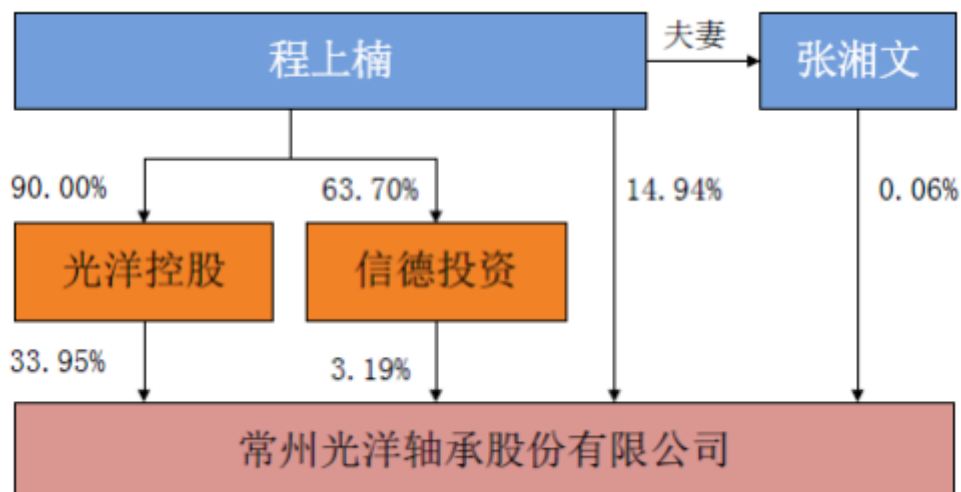 程上楠
夫妻
张湘文
90.00%
63.70%
14.94%
0.06%
光洋控股
信德投资
33.95%
3.19%
常州光洋轴承股份有限公司